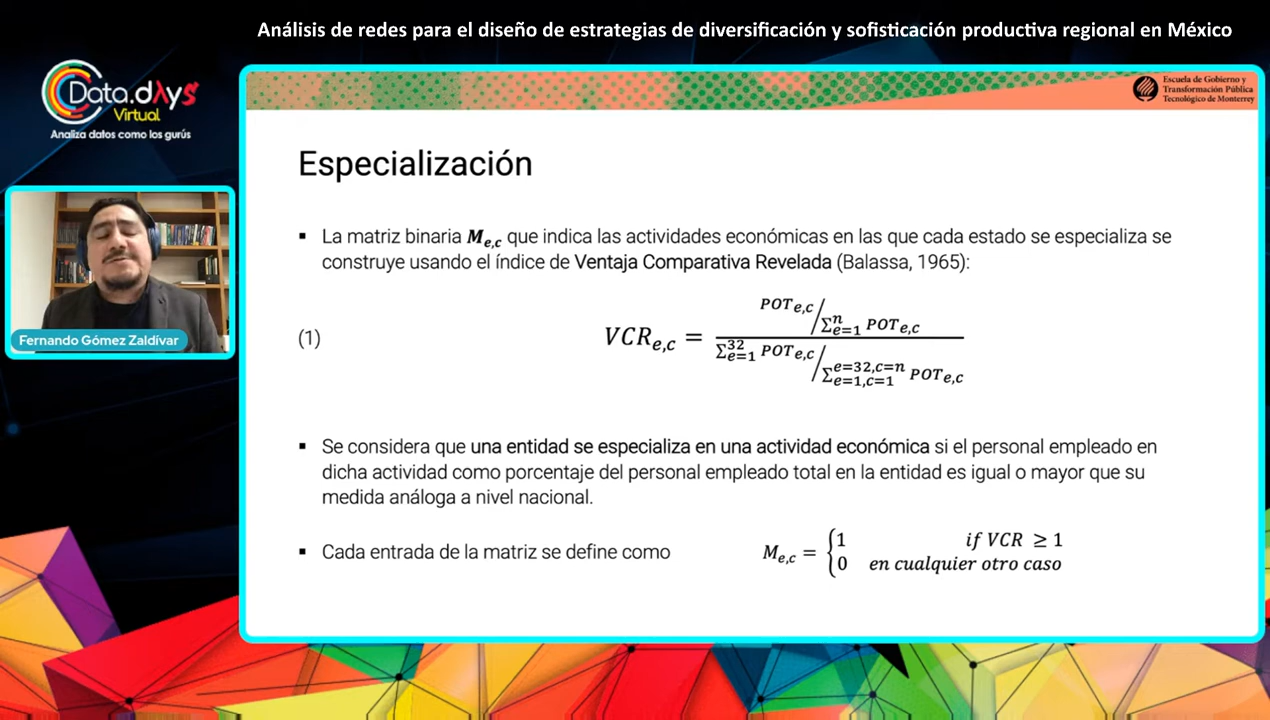 Análisis de redes para el diseño de estrategias de diversificación y sofisticación productiva regional en México
Data.dλys
Virtual
Analiza datos como los gurús
Escuela de Gobierno y
Transformación Pública
Tecnológico de Monterrey
Especialización
▪ La matriz binaria M_{e,c} que indica las actividades económicas en las que cada estado se especializa se
construye usando el índice de Ventaja Comparativa Revelada (Balassa, 1965):
Fernando Gómez Zaldívar
(1) VCR_{e,c} = \frac{POT_{e,c} / Σ_{e=1}^{n} POT_{e,c}}{Σ_{e=1}^{32} POT_{e,c} / Σ_{e=1,c=1}^{e=32,c=n} POT_{e,c}}
▪ Se considera que una entidad se especializa en una actividad económica si el personal empleado en
dicha actividad como porcentaje del personal empleado total en la entidad es igual o mayor que su
medida análoga a nivel nacional.
▪ Cada entrada de la matriz se define como M_{e,c} = { 1 if VCR ≥ 1
0 en cualquier otro caso